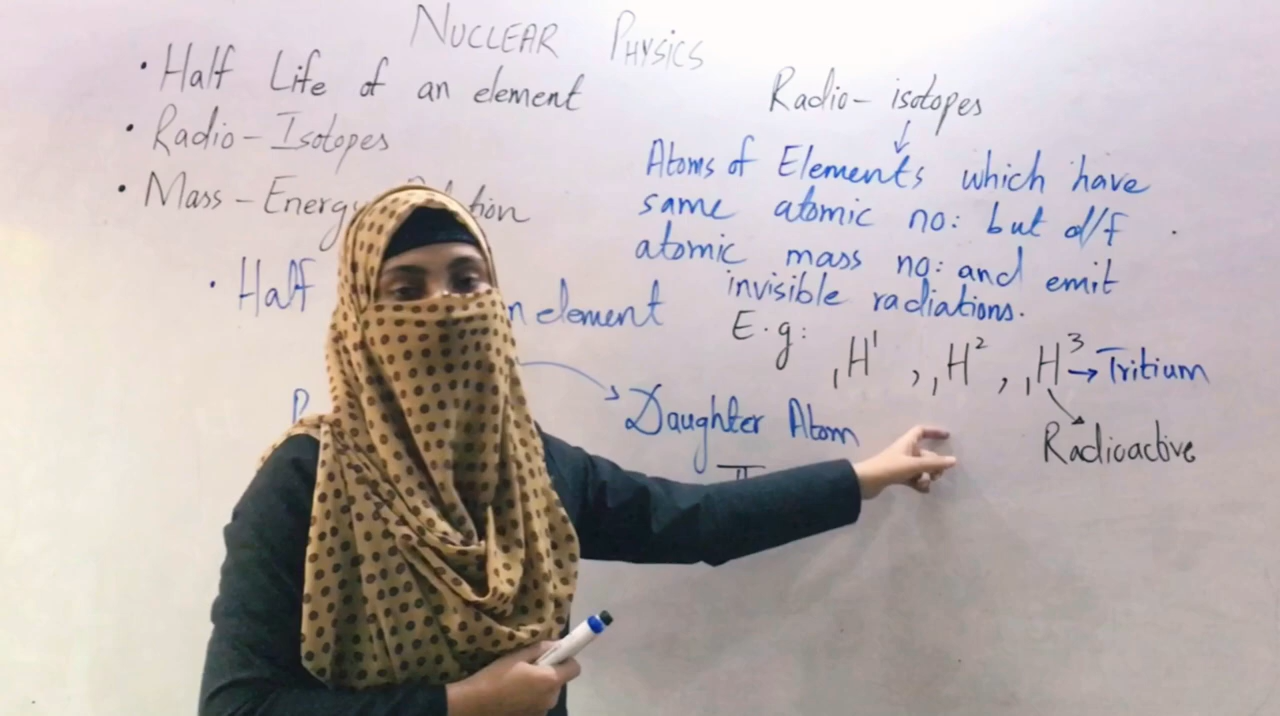 NUCLEAR PHYSICS
• Half Life of an element
• Radio - Isotopes
• Mass - Energy
• Half element
Daughter Atom
Radio - isotopes
↓
Atoms of Elements which have
same atomic no: but d/f
atomic mass no: and emit
invisible radiations.
E.g: ₁H¹ , ₁H² , ₁H³ → Tritium
Radioactive